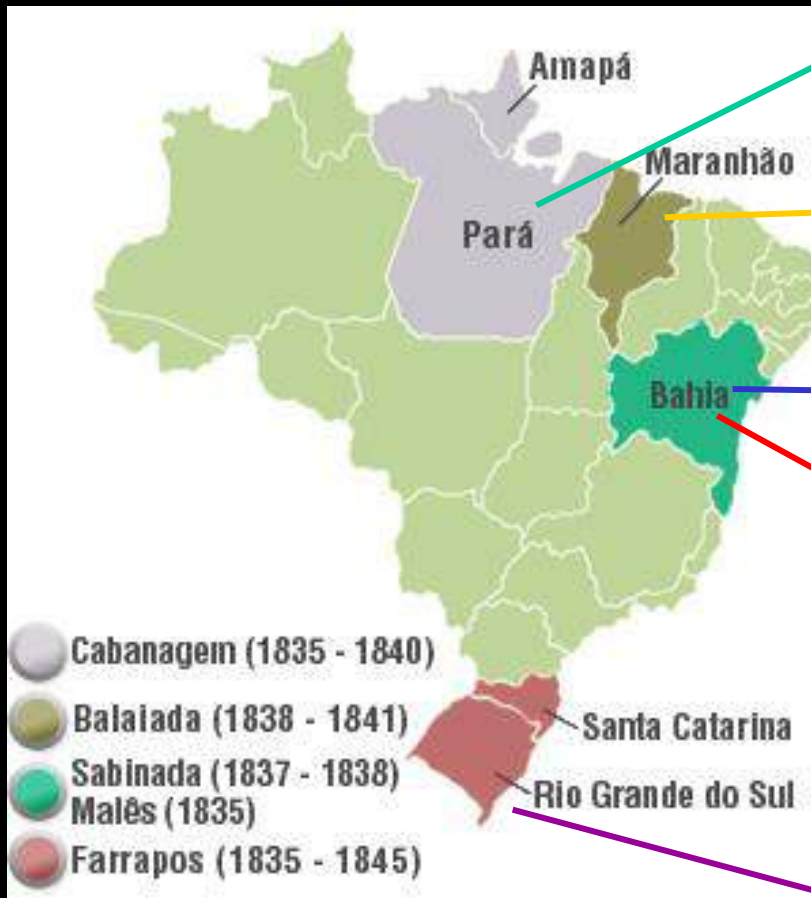 Amapá
Maranhão
Pará
Bahia
Cabanagem (1835 - 1840)
Balaiada (1838 - 1841)
Santa Catarina
Sabinada (1837 - 1838)
Malês (1835)
Rio Grande do Sul
Farrapos (1835 - 1845)